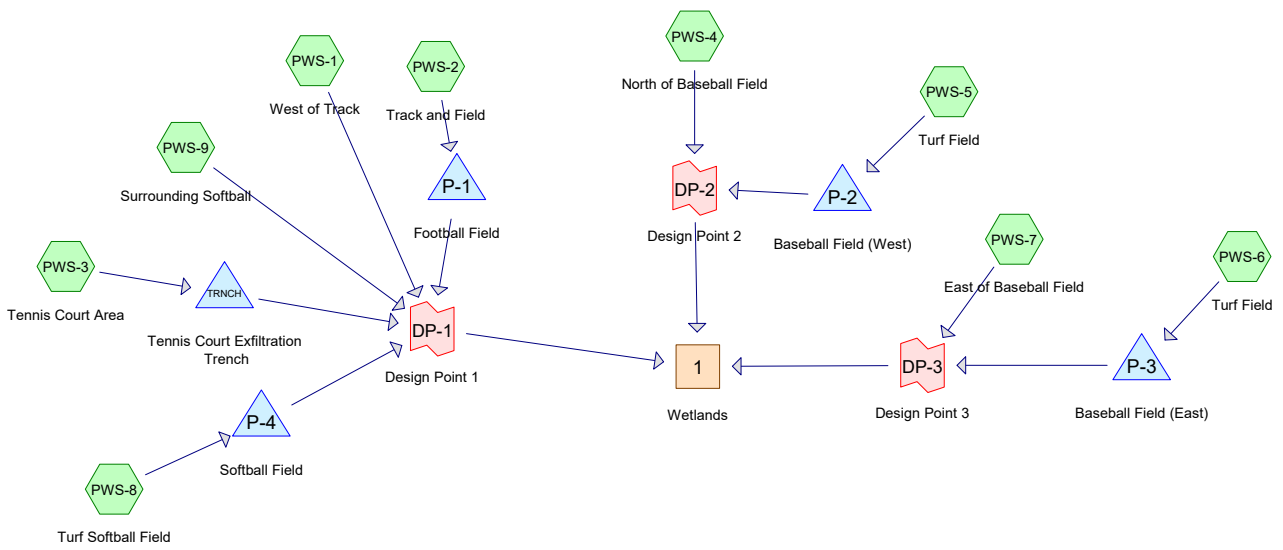 PWS-4
North of Baseball Field
PWS-1
West of Track
PWS-2
Track and Field
PWS-5
Turf Field
PWS-9
Surrounding Softball
P-1
Football Field
DP-2
Design Point 2
P-2
Baseball Field (West)
PWS-7
East of Baseball Field
PWS-6
Turf Field
PWS-3
Tennis Court Area
TRNCH
Tennis Court Exfiltration
Trench
DP-1
Design Point 1
1
Wetlands
DP-3
Design Point 3
P-3
Baseball Field (East)
P-4
Softball Field
PWS-8
Turf Softball Field